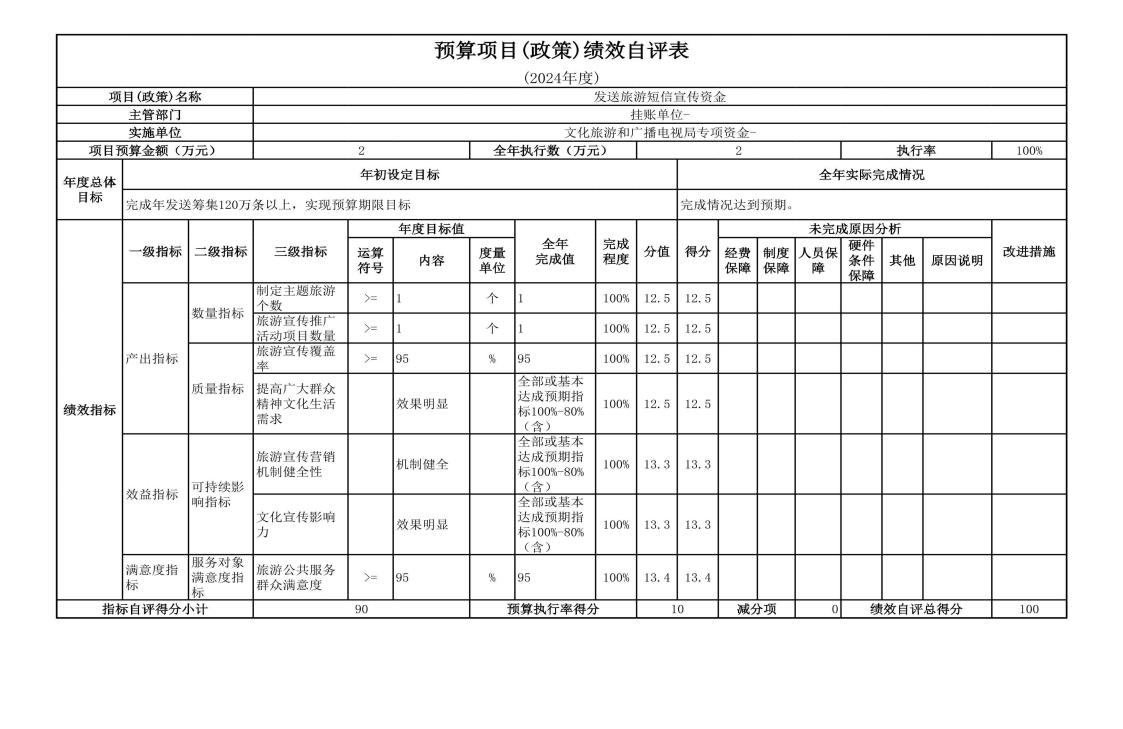 预算项目(政策)绩效自评表
(2024年度)
项目(政策)名称 发送旅游短信宣传资金
主管部门 挂账单位-
实施单位 文化旅游和广播电视局专项资金-
项目预算金额（万元） 2 全年执行数（万元） 2 执行率 100%
年度总体
目标
年初设定目标 全年实际完成情况
完成年发送筹集120万条以上，实现预算期限目标 完成情况达到预期。
绩效指标
一级指标 二级指标 三级指标 年度目标值 全年
完成值 完成
程度 分值 得分 未完成原因分析 改进措施
运算
符号 内容 度量
单位 经费
保障 制度
保障 人员保
障 硬件
条件
保障 其他 原因说明
产出指标 数量指标 制定主题旅游
个数 >= 1 个 1 100% 12.5 12.5
旅游宣传推广
活动项目数量 >= 1 个 1 100% 12.5 12.5
质量指标 旅游宣传覆盖
率 >= 95 % 95 100% 12.5 12.5
提高广大群众
精神文化生活
需求 效果明显 全部或基本
达成预期指
标100%-80%
（含） 100% 12.5 12.5
效益指标 可持续影
响指标 旅游宣传营销
机制健全性 机制健全 全部或基本
达成预期指
标100%-80%
（含） 100% 13.3 13.3
文化宣传影响
力 效果明显 全部或基本
达成预期指
标100%-80%
（含） 100% 13.3 13.3
满意度指
标 服务对象
满意度指
标 旅游公共服务
群众满意度 >= 95 % 95 100% 13.4 13.4
指标自评得分小计 90 预算执行率得分 10 减分项 0 绩效自评总得分 100